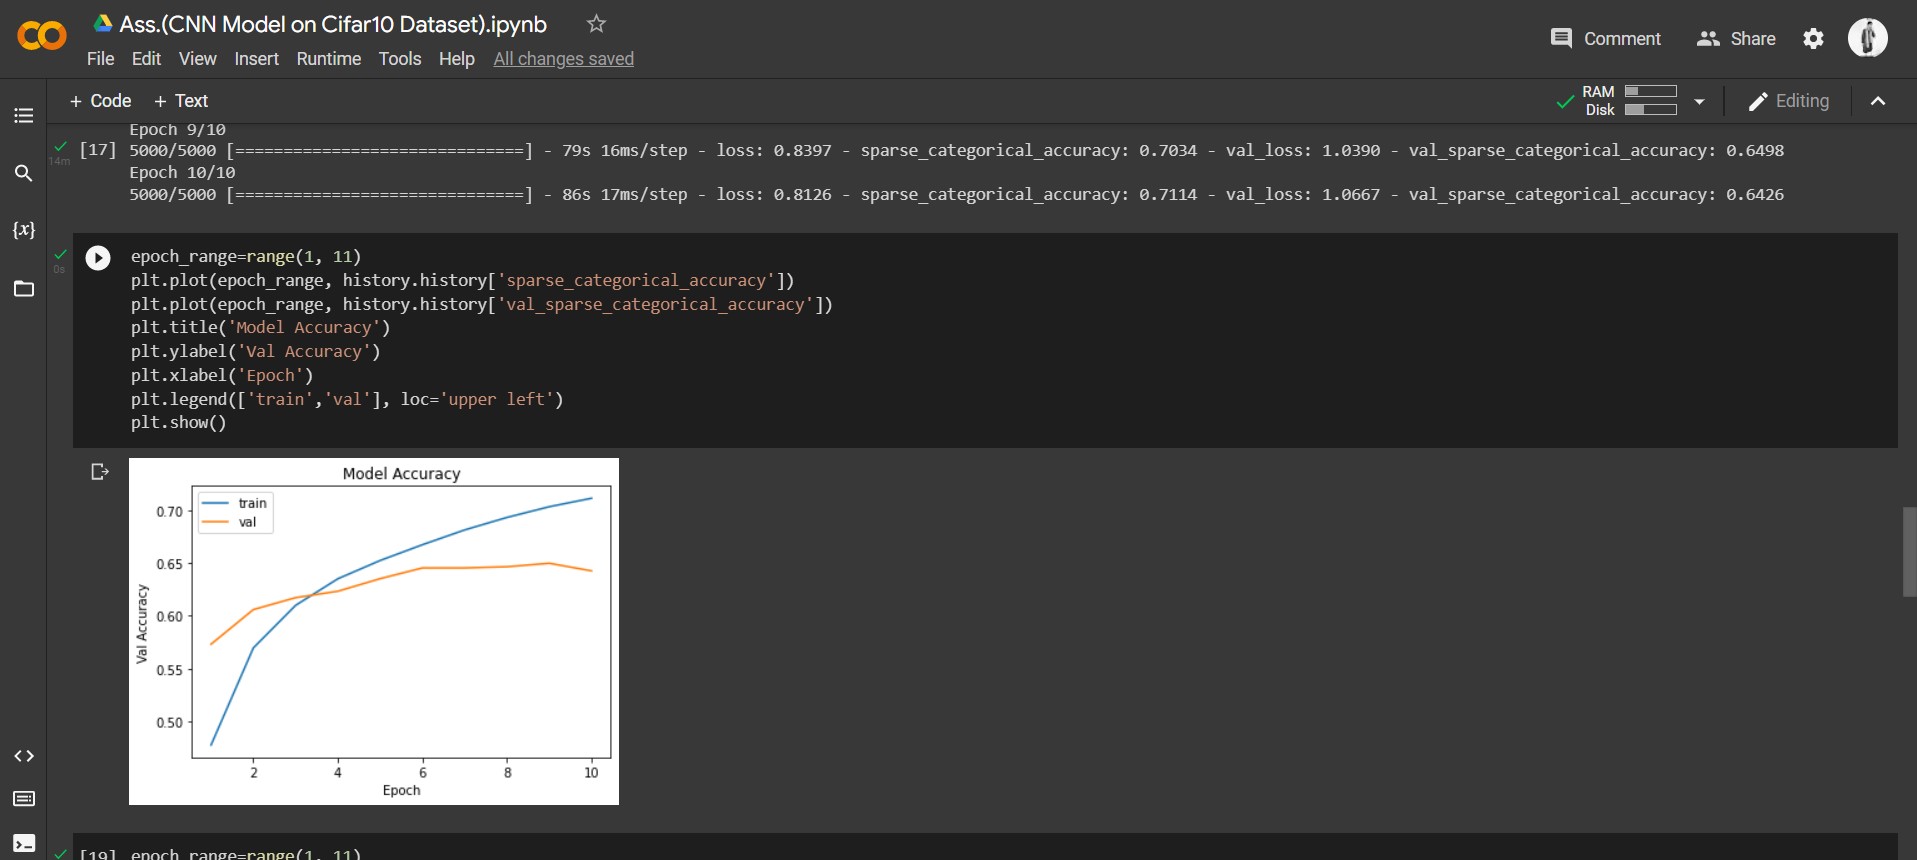 Ass.(CNN Model on Cifar10 Dataset).ipynb
File Edit View Insert Runtime Tools Help All changes saved
Comment Share
+ Code + Text
RAM
Disk
Editing
Epoch 9/10
14m
[17] 5000/5000 [==============================] - 79s 16ms/step - loss: 0.8397 - sparse_categorical_accuracy: 0.7034 - val_loss: 1.0390 - val_sparse_categorical_accuracy: 0.6498
Epoch 10/10
5000/5000 [==============================] - 86s 17ms/step - loss: 0.8126 - sparse_categorical_accuracy: 0.7114 - val_loss: 1.0667 - val_sparse_categorical_accuracy: 0.6426
{x}
0s
epoch_range=range(1, 11)
plt.plot(epoch_range, history.history['sparse_categorical_accuracy'])
plt.plot(epoch_range, history.history['val_sparse_categorical_accuracy'])
plt.title('Model Accuracy')
plt.ylabel('Val Accuracy')
plt.xlabel('Epoch')
plt.legend(['train','val'], loc='upper left')
plt.show()
Model Accuracy
train
val
0.70
0.65
0.60
0.55
0.50
Val Accuracy
2 4 6 8 10
Epoch
[19] epoch_range=range(1, 11)